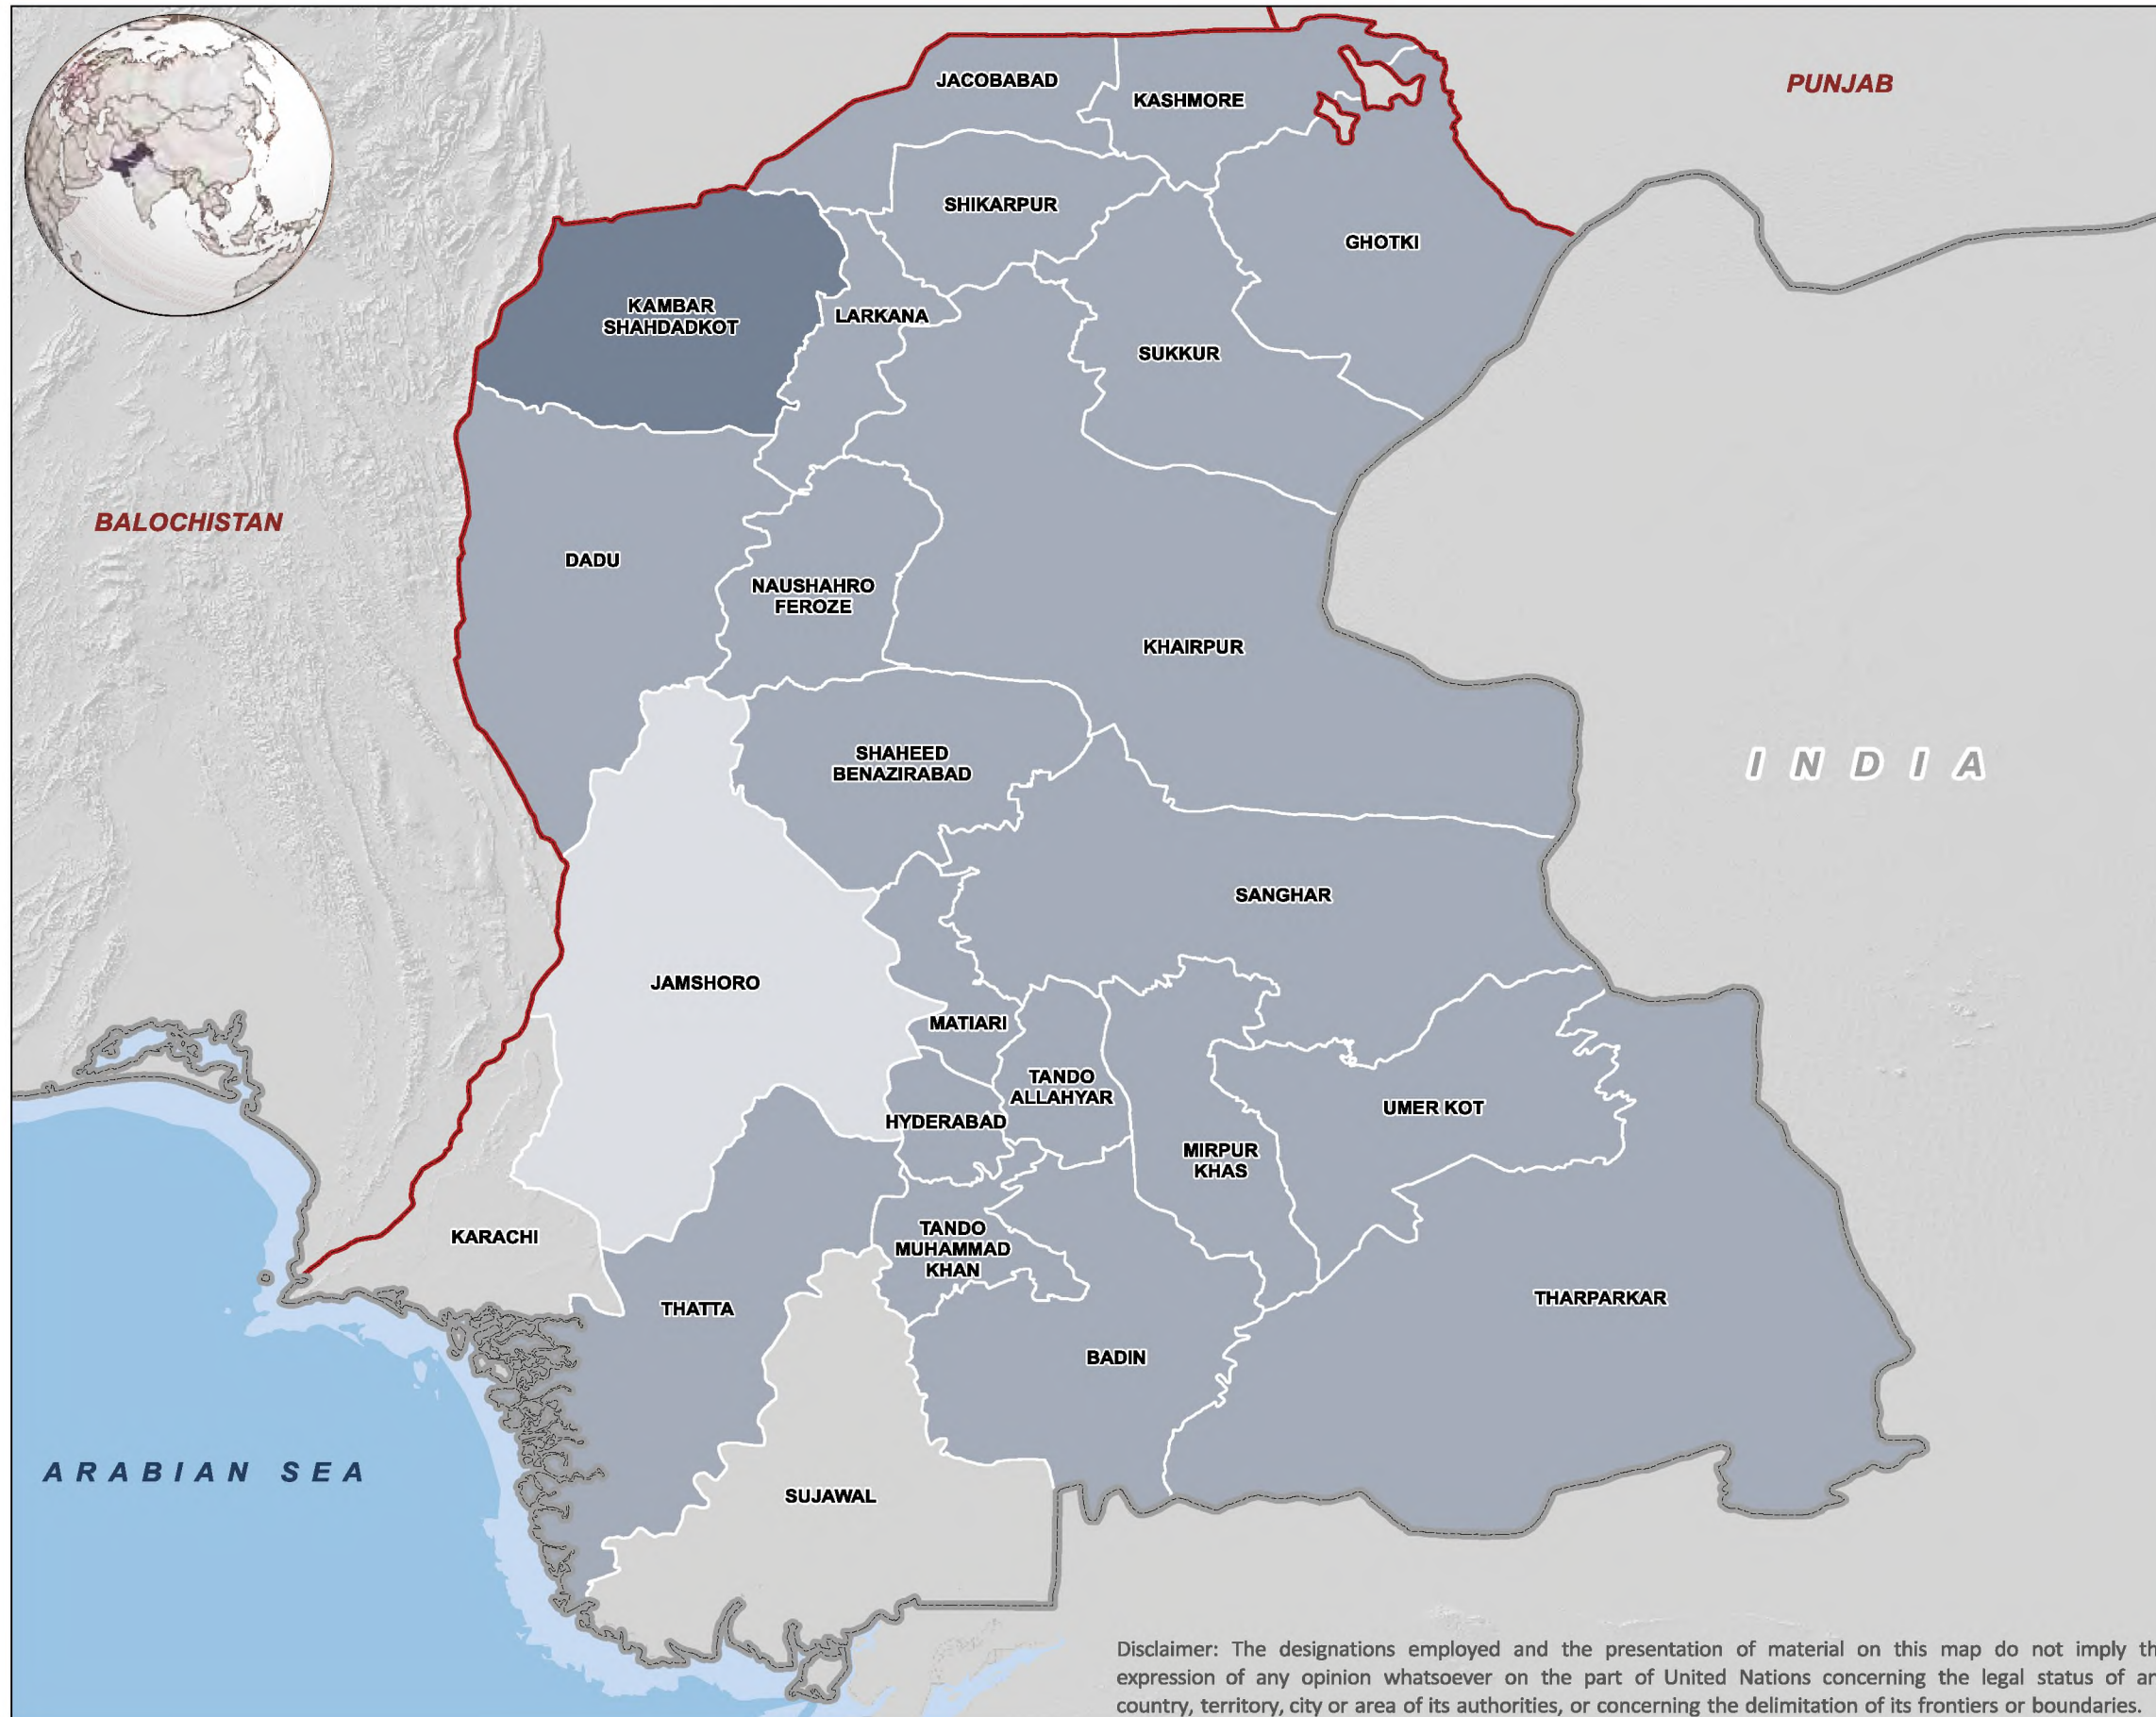 JACOBABAD
KASHMORE
PUNJAB
SHIKARPUR
GHOTKI
KAMBAR
SHAHDADKOT
LARKANA
SUKKUR
BALOCHISTAN
DADU
NAUSHAHRO
FEROZE
KHAIRPUR
SHAHEED
BENAZIRABAD
INDIA
SANGHAR
JAMSHORO
MATIARI
TANDO
ALLAHYAR
UMER KOT
HYDERABAD
MIRPUR
KHAS
KARACHI
TANDO
MUHAMMAD
KHAN
THATTA
THARPARKAR
BADIN
ARABIAN SEA
SUJAWAL
Disclaimer: The designations employed and the presentation of material on this map do not imply th
expression of any opinion whatsoever on the part of United Nations concerning the legal status of an
country, territory, city or area of its authorities, or concerning the delimitation of its frontiers or boundaries.